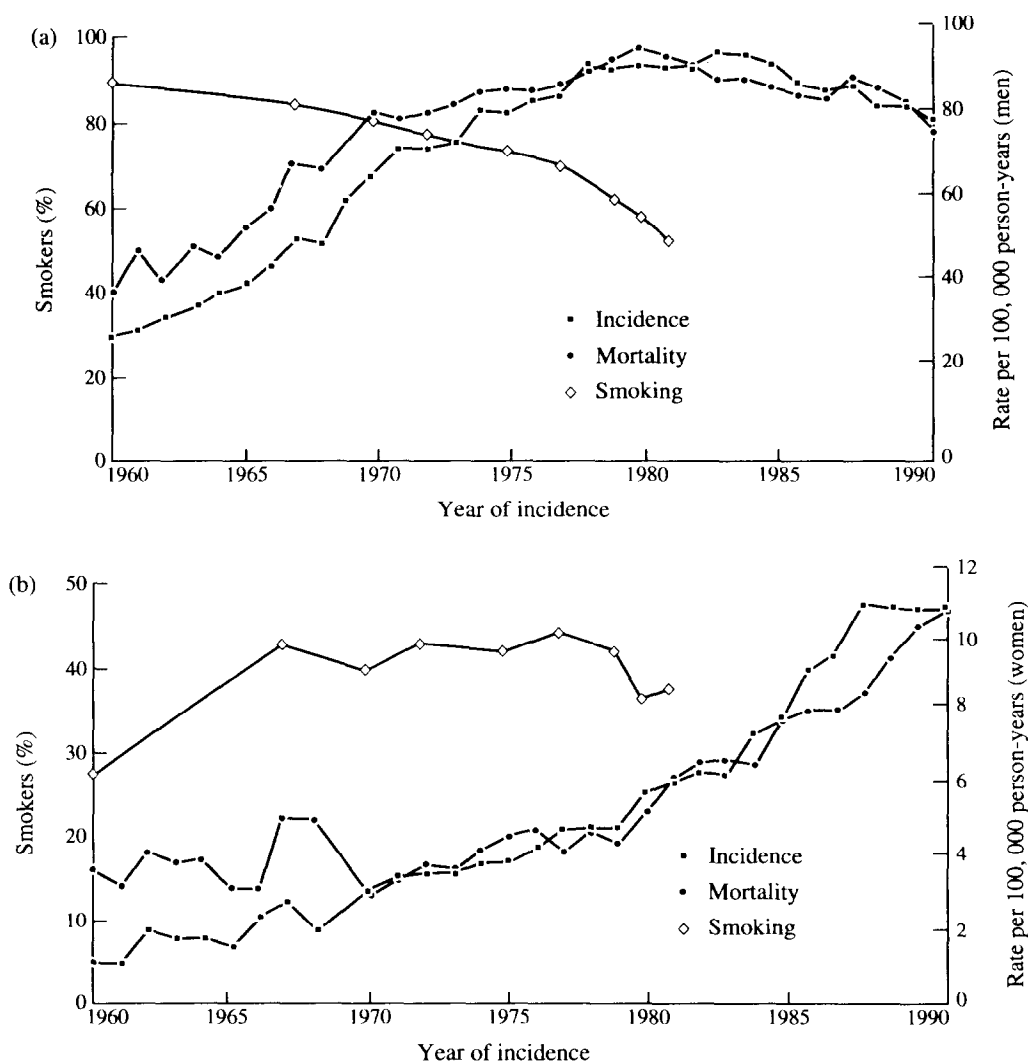 (a)
100
80
60
40
20
0
Smokers (%)
100
80
60
40
20
0
Rate per 100, 000 person-years (men)
Incidence
Mortality
Smoking
1960 1965 1970 1975 1980 1985 1990
Year of incidence
(b)
50
40
30
20
10
0
Smokers (%)
12
10
8
6
4
2
0
Rate per 100, 000 person-years (women)
Incidence
Mortality
Smoking
1960 1965 1970 1975 1980 1985 1990
Year of incidence